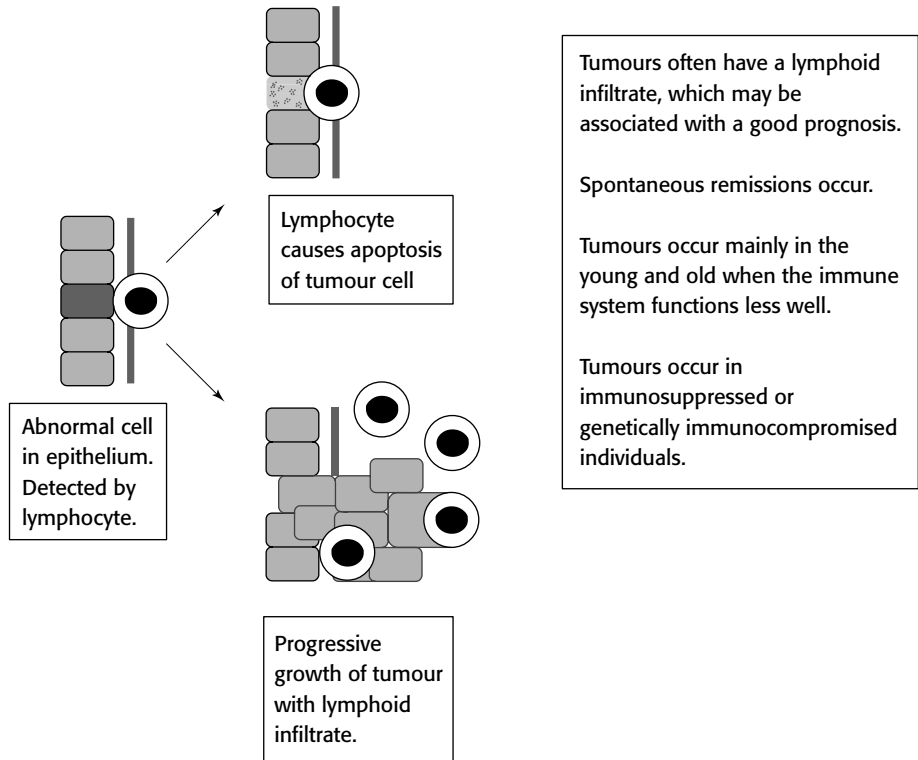 Lymphocyte
causes apoptosis
of tumour cell
Abnormal cell
in epithelium.
Detected by
lymphocyte.
Progressive
growth of tumour
with lymphoid
infiltrate.
Tumours often have a lymphoid
infiltrate, which may be
associated with a good prognosis.
Spontaneous remissions occur.
Tumours occur mainly in the
young and old when the immune
system functions less well.
Tumours occur in
immunosuppressed or
genetically immunocompromised
individuals.